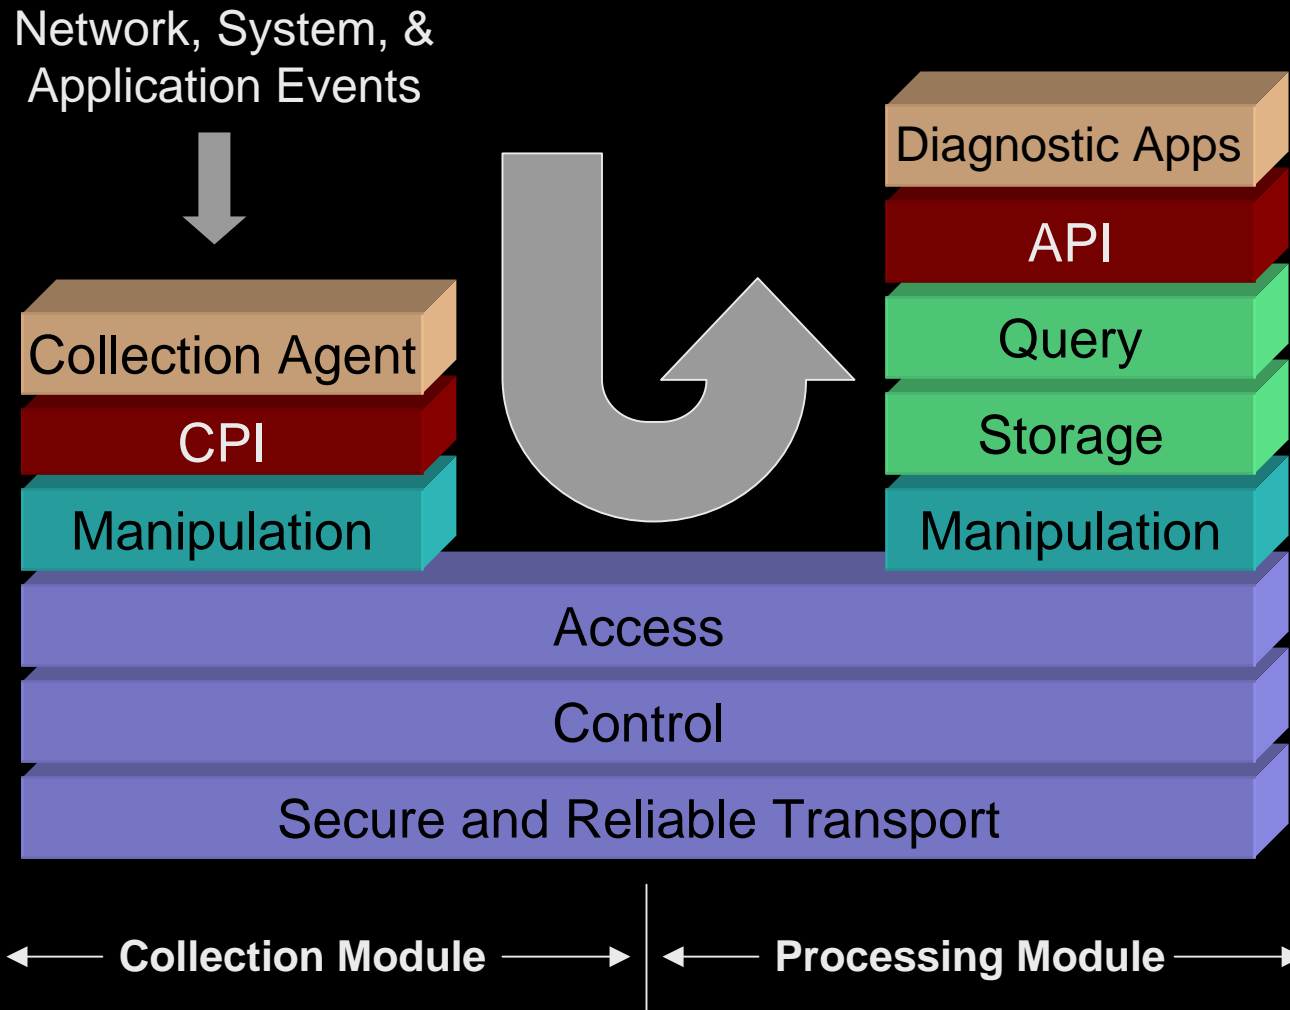 Network, System, &
Application Events
Collection Agent
CPI
Manipulation
Diagnostic Apps
API
Query
Storage
Manipulation
Access
Control
Secure and Reliable Transport
Collection Module
Processing Module